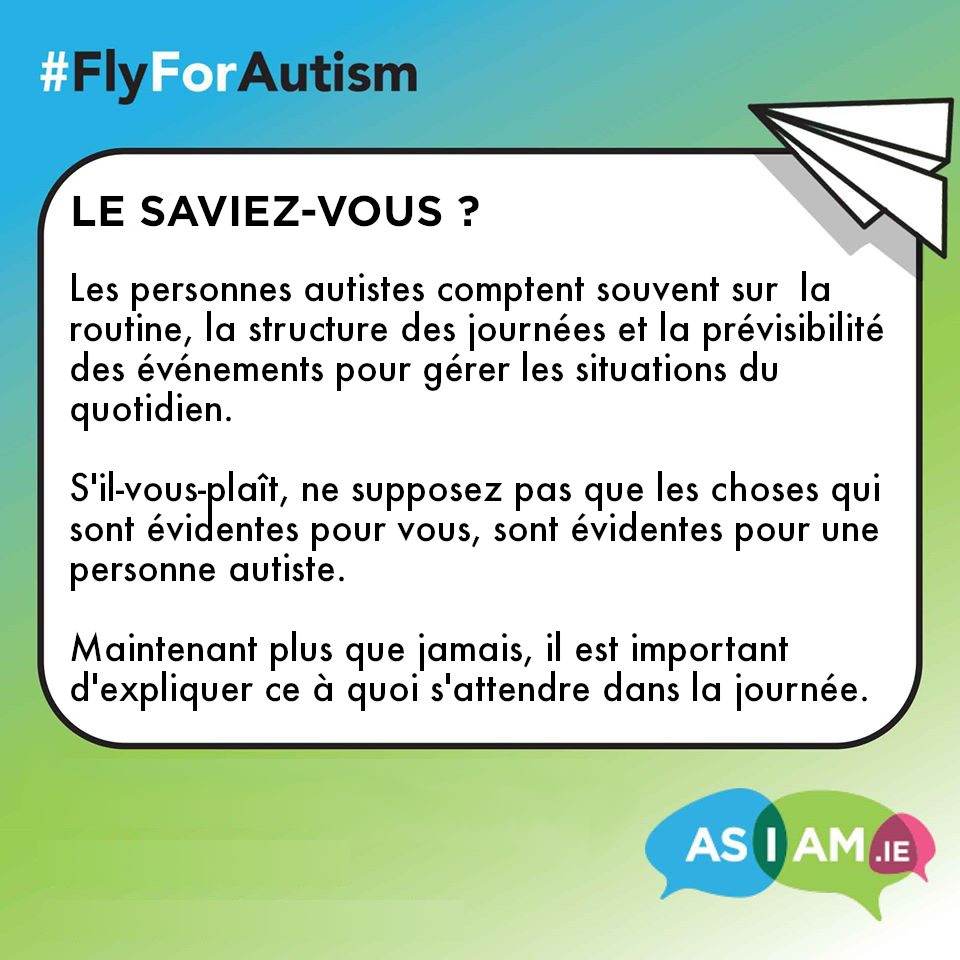 #FlyForAutism
LE SAVIEZ-VOUS ?
Les personnes autistes comptent souvent sur  la
routine, la structure des journées et la prévisibilité
des événements pour gérer les situations du
quotidien.
S'il-vous-plaît, ne supposez pas que les choses qui
sont évidentes pour vous, sont évidentes pour une
personne autiste.
Maintenant plus que jamais, il est important
d'expliquer ce à quoi s'attendre dans la journée.
AS I AM.IE